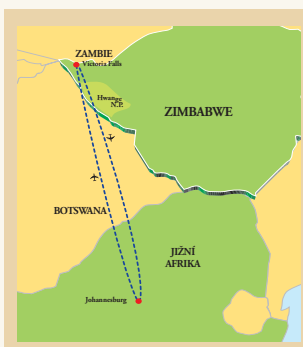 ZAMBIE
Victoria Falls
Hwange
N.P.
ZIMBABWE
BOTSWANA
JIŽNÍ
AFRIKA
Johannesburg